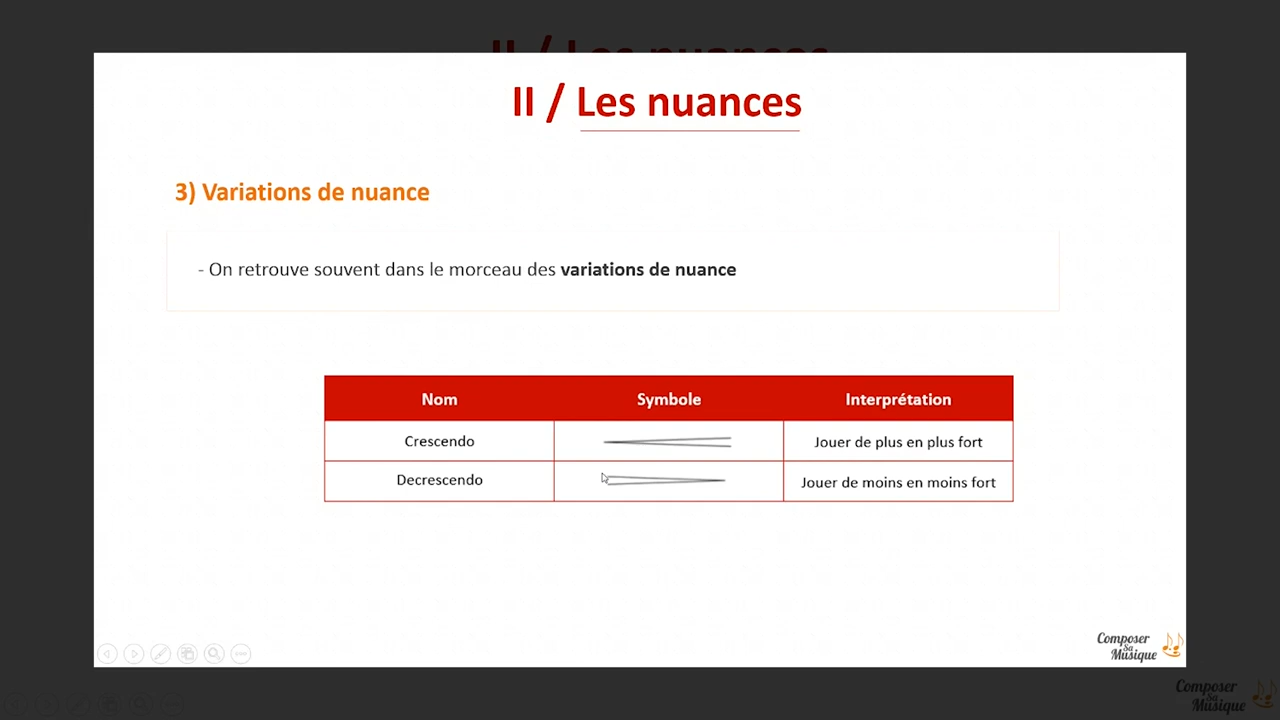 II / Les nuances
II / Les nuances
3) Variations de nuance
- On retrouve souvent dans le morceau des variations de nuance
Nom Symbole Interprétation
Crescendo Jouer de plus en plus fort
Decrescendo Jouer de moins en moins fort
Composer
Sa
Musique
Composer
Sa
Musique